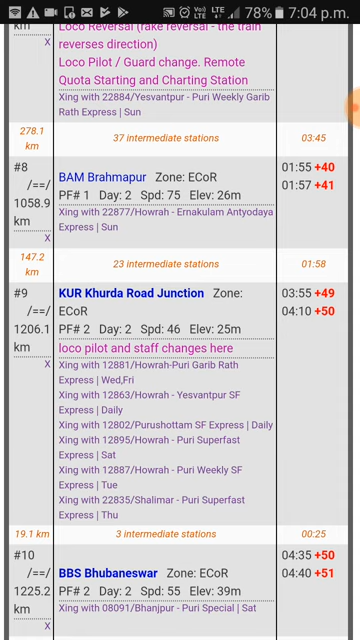 78% 7:04 p.m.
km
X
Loco Reversal (rake reversal - the train
reverses direction)
Loco Pilot / Guard change. Remote
Quota Starting and Charting Station
Xing with 22884/Yesvantpur - Puri Weekly Garib
Rath Express | Sun
278.1
km
37 intermediate stations
03:45
#8
/==/
1058.9
km
X
BAM Brahmapur Zone: ECoR
PF# 1 Day: 2 Spd: 75 Elev: 26m
Xing with 22877/Howrah - Ernakulam Antyodaya
Express | Sun
01:55 +40
01:57 +41
147.2
km
23 intermediate stations
01:58
#9
/==/
1206.1
km
X
KUR Khurda Road Junction Zone:
ECoR
PF# 2 Day: 2 Spd: 46 Elev: 25m
loco pilot and staff changes here
Xing with 12881/Howrah-Puri Garib Rath
Express | Wed,Fri
Xing with 12863/Howrah - Yesvantpur SF
Express | Daily
Xing with 12802/Purushottam SF Express | Daily
Xing with 12895/Howrah - Puri Superfast
Express | Sat
Xing with 12887/Howrah - Puri Weekly SF
Express | Tue
Xing with 22835/Shalimar - Puri Superfast
Express | Thu
03:55 +49
04:10 +50
19.1 km
3 intermediate stations
00:25
#10
/==/
1225.2
km
X
BBS Bhubaneswar Zone: ECoR
PF# 2 Day: 2 Spd: 55 Elev: 39m
Xing with 08091/Bhanjpur - Puri Special | Sat
04:35 +50
04:40 +51